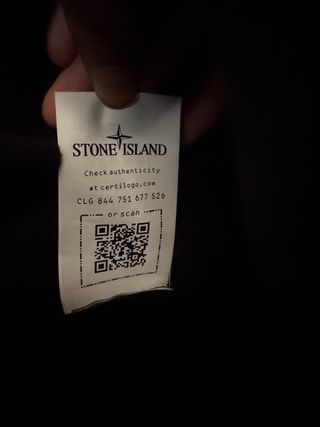 STONE ISLAND
Check authenticity
at certilogo.com
CLG 844 751 677 526
or scan